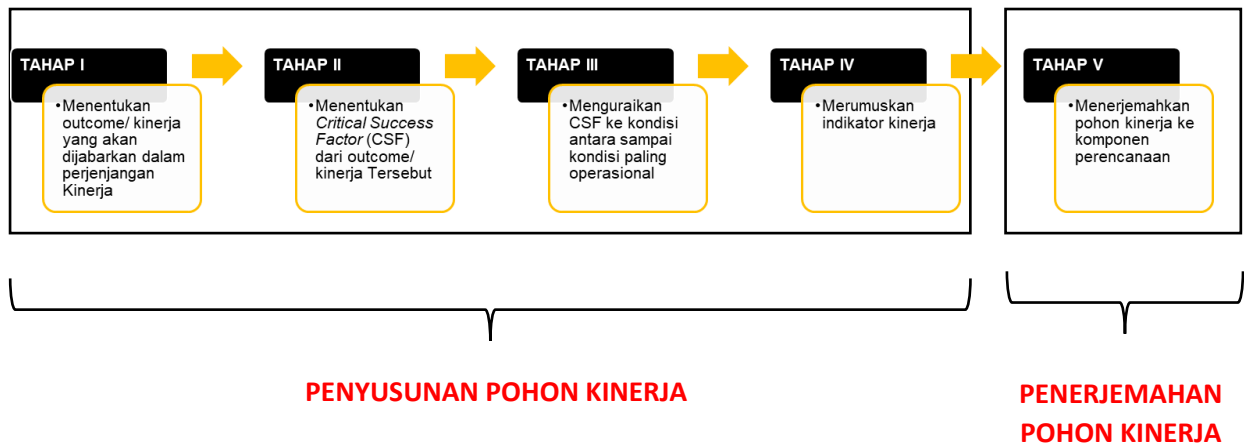 TAHAP I
•Menentukan
outcome/ kinerja
yang akan
dijabarkan dalam
perjenjangan
Kinerja
TAHAP II
•Menentukan
Critical Success
Factor (CSF)
dari outcome/
kinerja Tersebut
TAHAP III
•Menguraikan
CSF ke kondisi
antara sampai
kondisi paling
operasional
TAHAP IV
•Merumuskan
indikator kinerja
TAHAP V
•Menerjemahkan
pohon kinerja ke
komponen
perencanaan
PENYUSUNAN POHON KINERJA
PENERJEMAHAN
POHON KINERJA